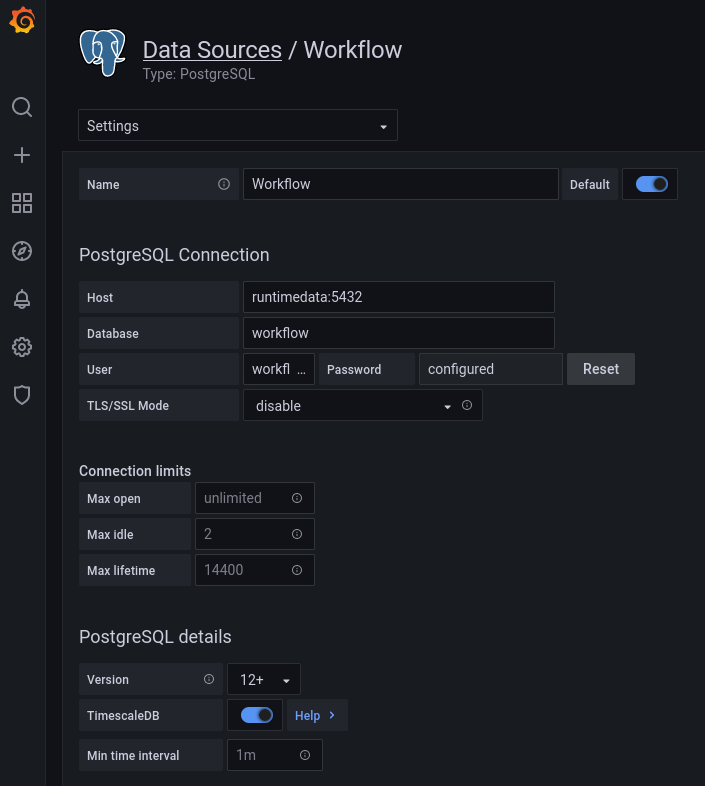 Data Sources / Workflow
Type: PostgreSQL
Settings
Name Workflow Default
PostgreSQL Connection
Host runtimedata:5432
Database workflow
User workfl ... Password configured Reset
TLS/SSL Mode disable
Connection limits
Max open unlimited
Max idle 2
Max lifetime 14400
PostgreSQL details
Version 12+
TimescaleDB Help
Min time interval 1m